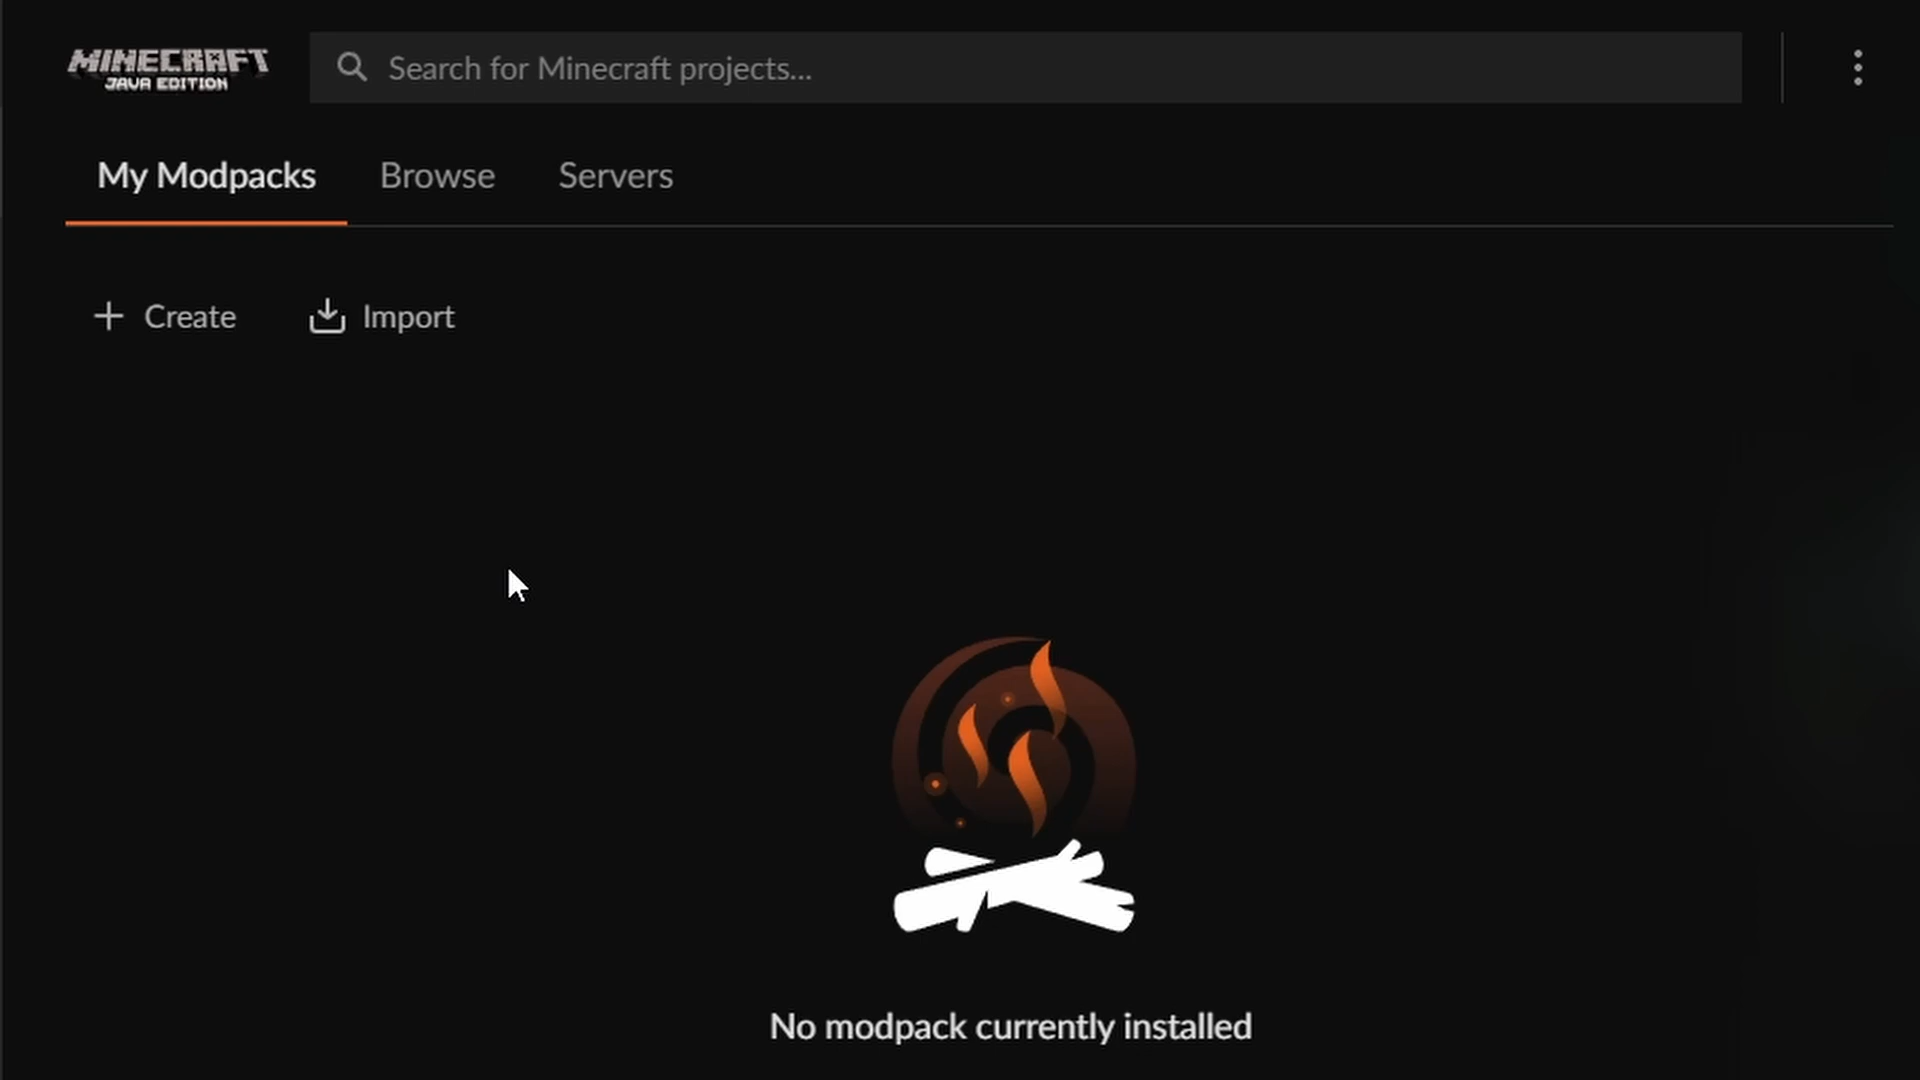 MINECRAFT
JAVA EDITION
Search for Minecraft projects...
My Modpacks Browse Servers
Create Import
No modpack currently installed